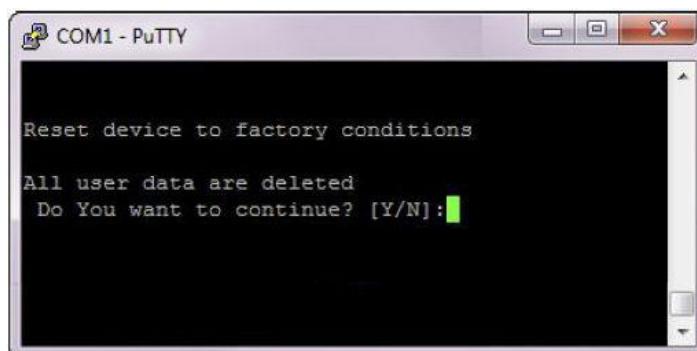 COM1 - PuTTY
Reset device to factory conditions
All user data are deleted
Do You want to continue? [Y/N]: